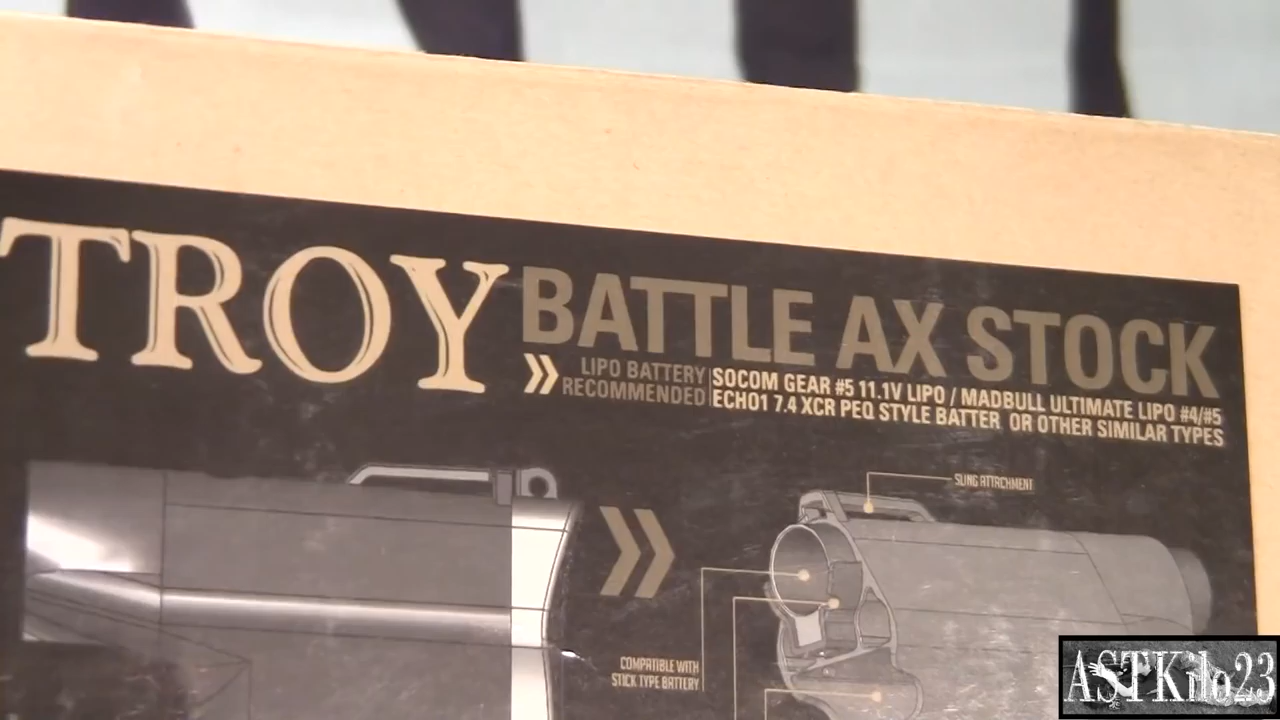 TROY BATTLE AX STOCK
LIPO BATTERY RECOMMENDED
SOCOM GEAR #5 11.1V LIPO / MADBULL ULTIMATE LIPO #4/#5
ECHO1 7.4 XCR PEQ STYLE BATTER OR OTHER SIMILAR TYPES
SLING ATTACHMENT
COMPATIBLE WITH
STICK TYPE BATTERY
ASTKilo23